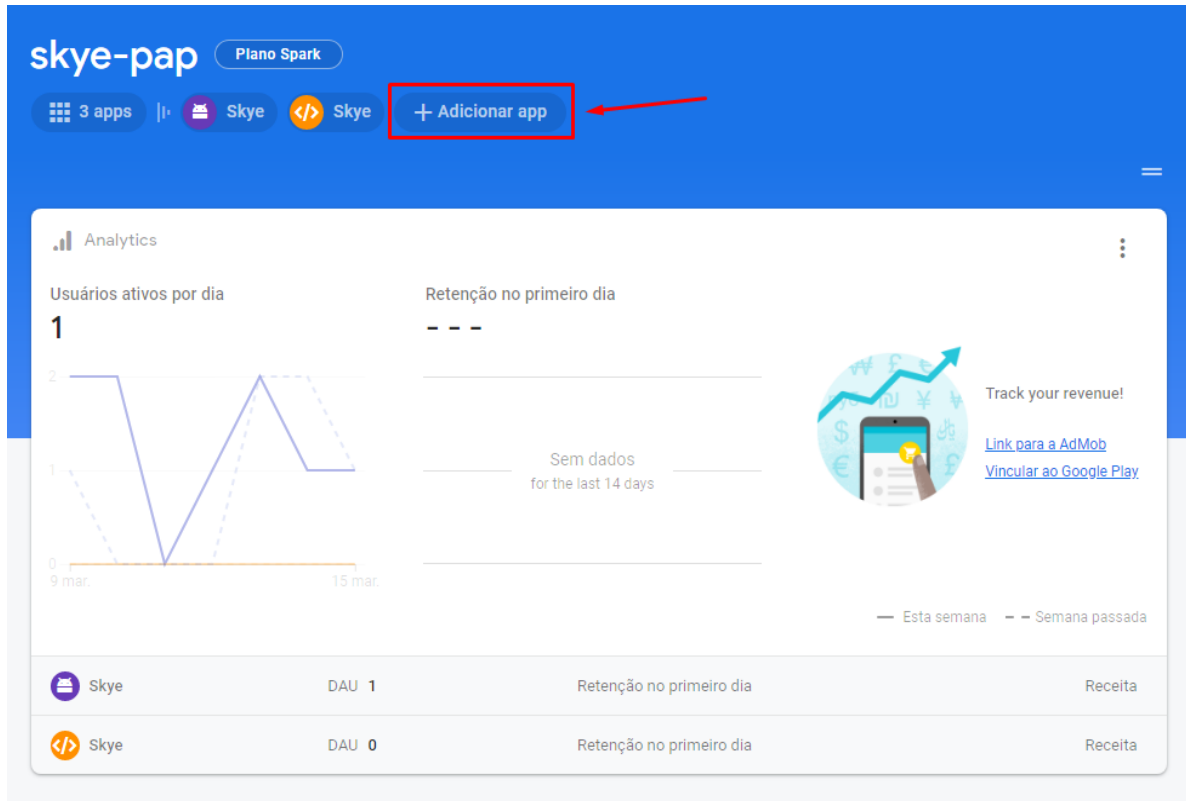 skye-pap Plano Spark
3 apps Skye Skye + Adicionar app
Analytics
Usuários ativos por dia Retenção no primeiro dia
1 - - -
2
1
0
9 mar. 15 mar.
Sem dados
for the last 14 days
Track your revenue!
Link para a AdMob
Vincular ao Google Play
Esta semana Semana passada
Skye DAU 1 Retenção no primeiro dia Receita
Skye DAU 0 Retenção no primeiro dia Receita